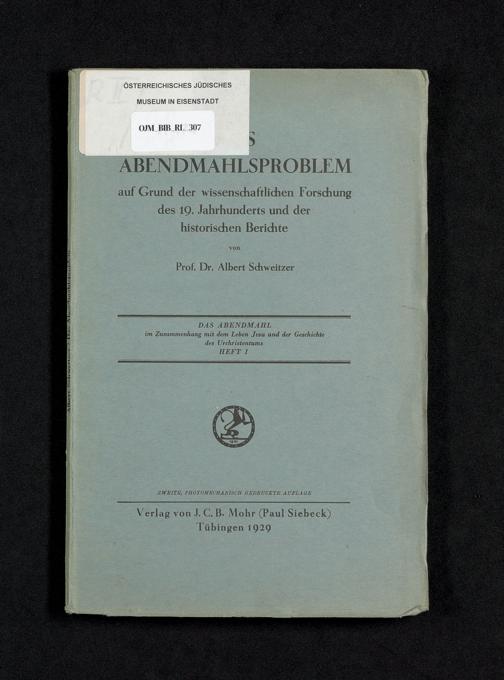 ÖSTERREICHISCHES JÜDISCHES
MUSEUM IN EISENSTADT
OJM_BIB_RI_307
S
ABENDMAHLSPROBLEM
auf Grund der wissenschaftlichen Forschung
des 19. Jahrhunderts und der
historischen Berichte
von
Prof. Dr. Albert Schweitzer
DAS ABENDMAHL
im Zusammenhang mit dem Leben Jesu und der Geschichte
des Urchristentums
HEFT I
ZWEITE, PHOTOMECHANISCH GEDRUCKTE AUFLAGE
Verlag von J. C. B. Mohr (Paul Siebeck)
Tübingen 1929